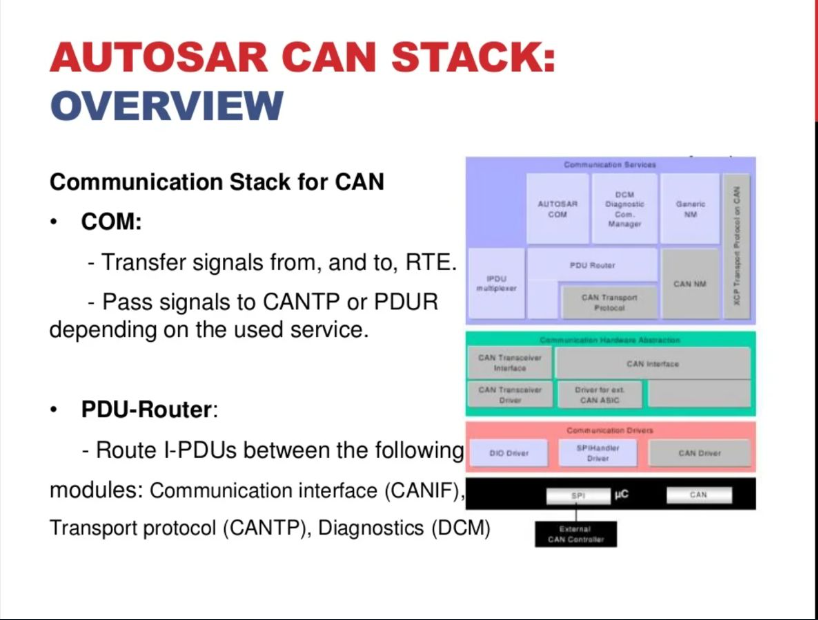 AUTOSAR CAN STACK:
OVERVIEW
Communication Stack for CAN
• COM:
- Transfer signals from, and to, RTE.
- Pass signals to CANTP or PDUR
depending on the used service.
• PDU-Router:
- Route I-PDUs between the following
modules: Communication interface (CANIF),
Transport protocol (CANTP), Diagnostics (DCM)
Communication Services
AUTOSAR
COM
DCM
Diagnostic
Com.
Manager
Generic
NM
XCP Transport Protocol on CAN
IPDU
multiplexer
PDU Router
CAN Transport
Protocol
CAN NM
Communication Hardware Abstraction
CAN Transceiver
Interface
CAN Interface
CAN Transceiver
Driver
Driver for ext.
CAN ASIC
Communication Drivers
DIO Driver
SPIHandler
Driver
CAN Driver
SPI
µC
CAN
External
CAN Controller